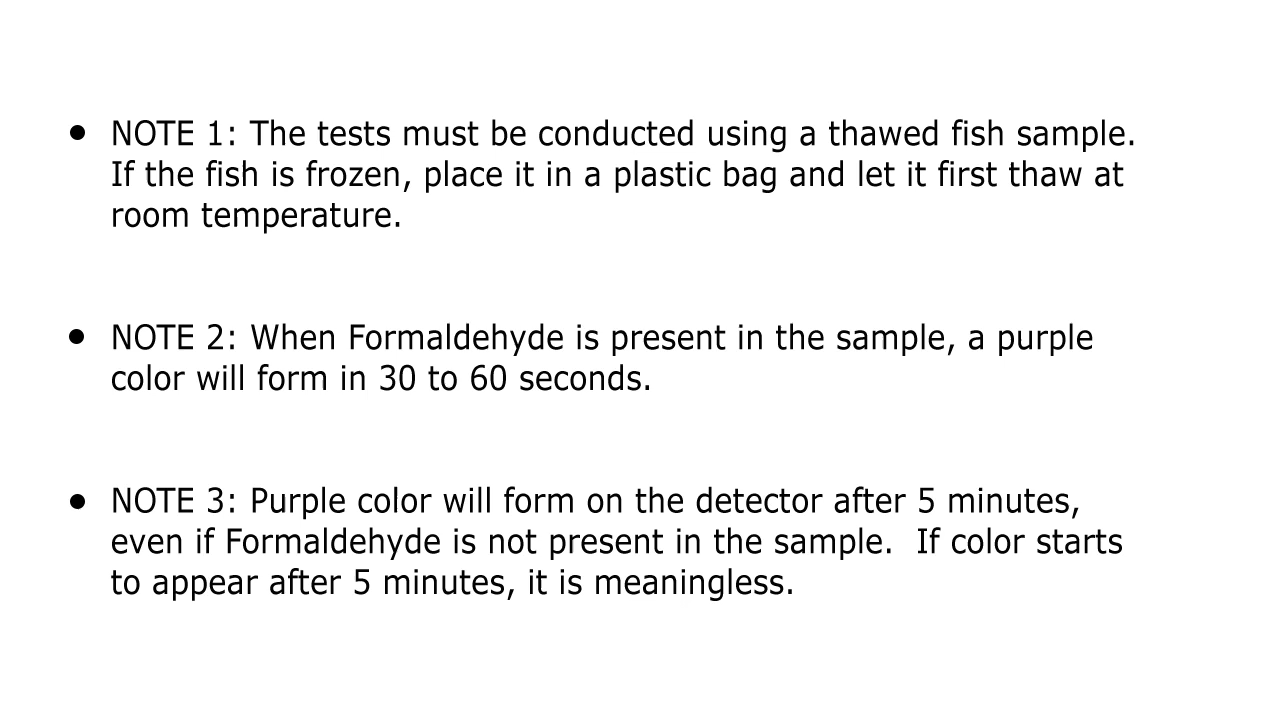 • NOTE 1: The tests must be conducted using a thawed fish sample.
If the fish is frozen, place it in a plastic bag and let it first thaw at
room temperature.
• NOTE 2: When Formaldehyde is present in the sample, a purple
color will form in 30 to 60 seconds.
• NOTE 3: Purple color will form on the detector after 5 minutes,
even if Formaldehyde is not present in the sample.  If color starts
to appear after 5 minutes, it is meaningless.